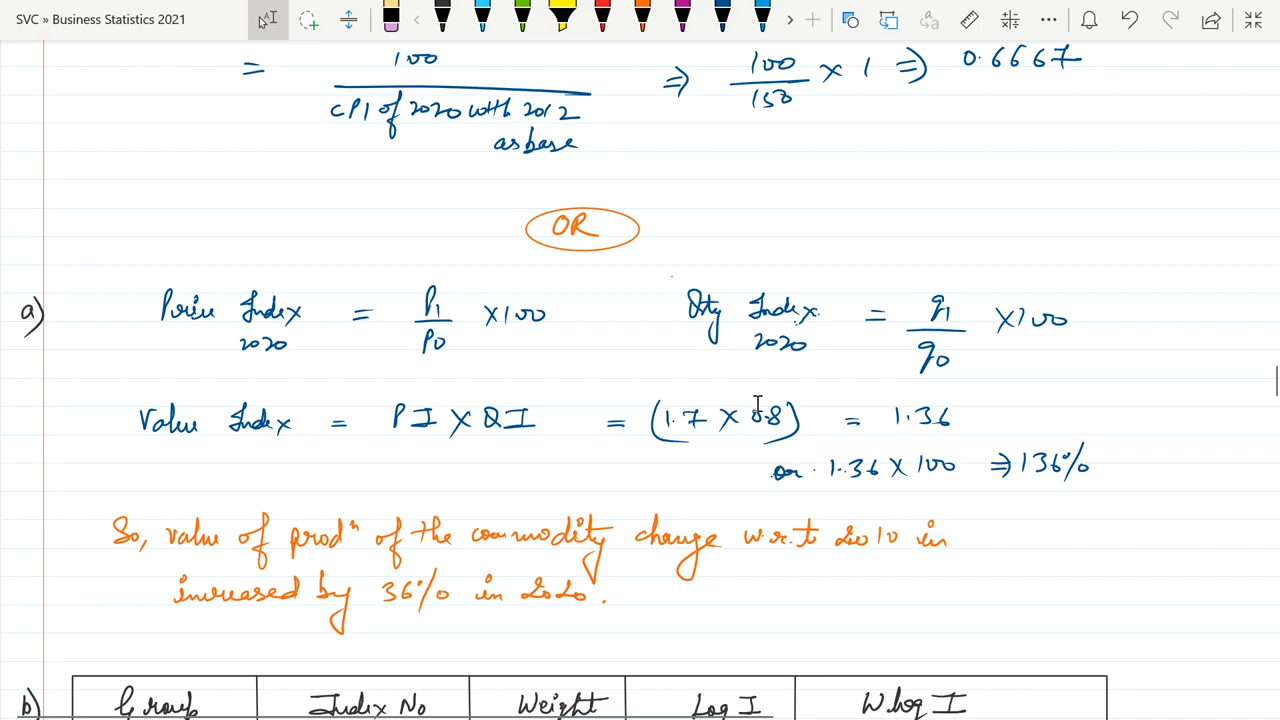 SVC » Business Statistics 2021
= 100 / CPI of 2020 with 2012 as base ⇒ 100/150 × 1 ⇒ 0.6667
OR
a) Price Index 2020 = P1/P0 ×100 Qty Index 2020 = q1/q0 ×100
Value Index = PI × QI = (1.7 × 0.8) = 1.36
or 1.36 × 100 ⇒ 136%
So, value of prodn of the commodity change w.r.t 2010 in
increased by 36% in 2020.
b) Group Index No Weight Log I W log I